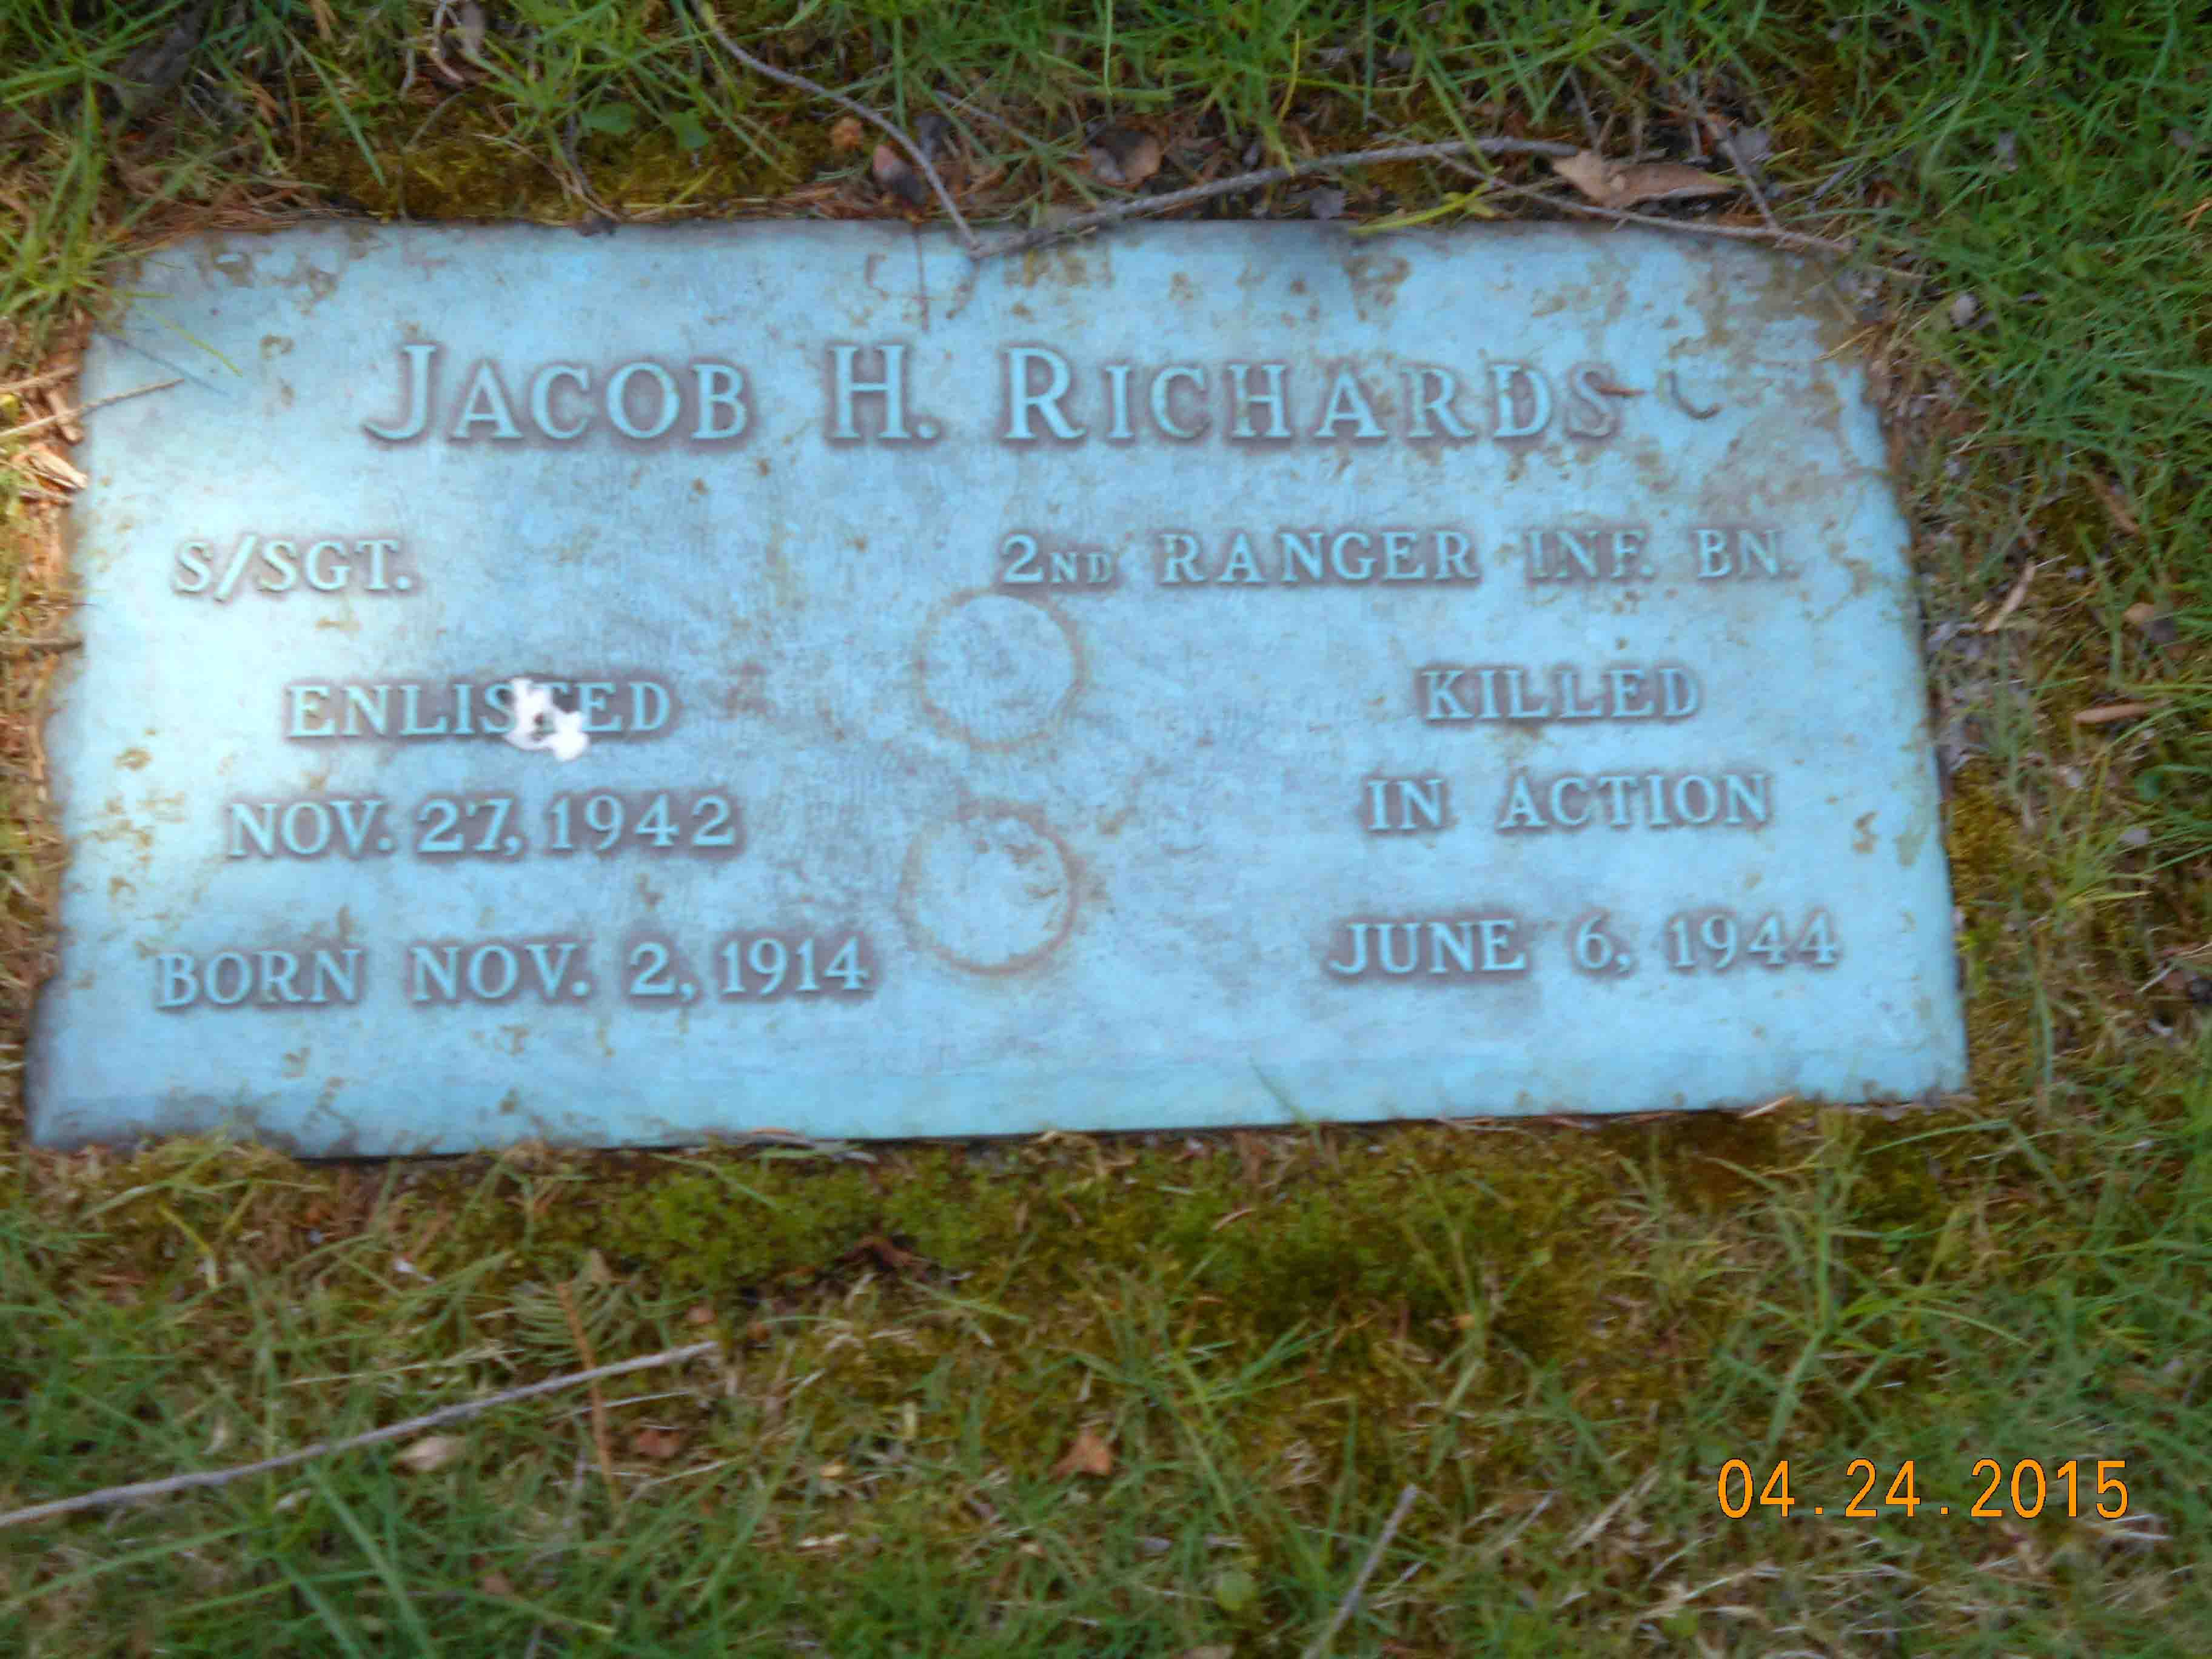 JACOB H. RICHARDS
S/SGT. 2ND RANGER INF. BN.
ENLISTED KILLED
NOV. 27, 1942 IN ACTION
BORN NOV. 2, 1914 JUNE 6, 1944
04.24.2015